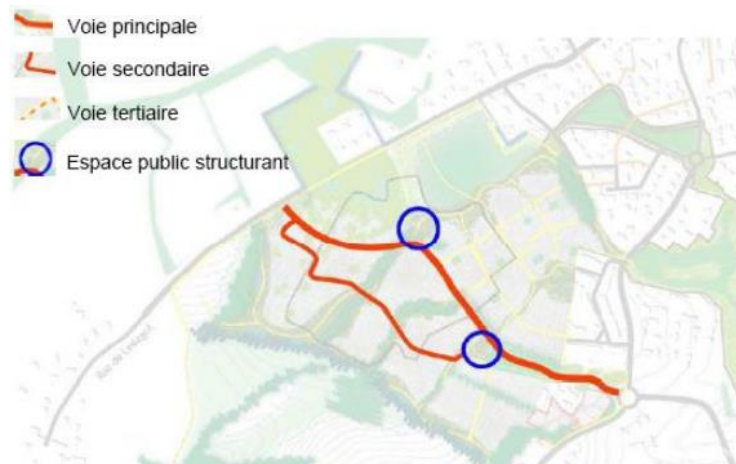 Voie principale
Voie secondaire
Voie tertiaire
Espace public structurant